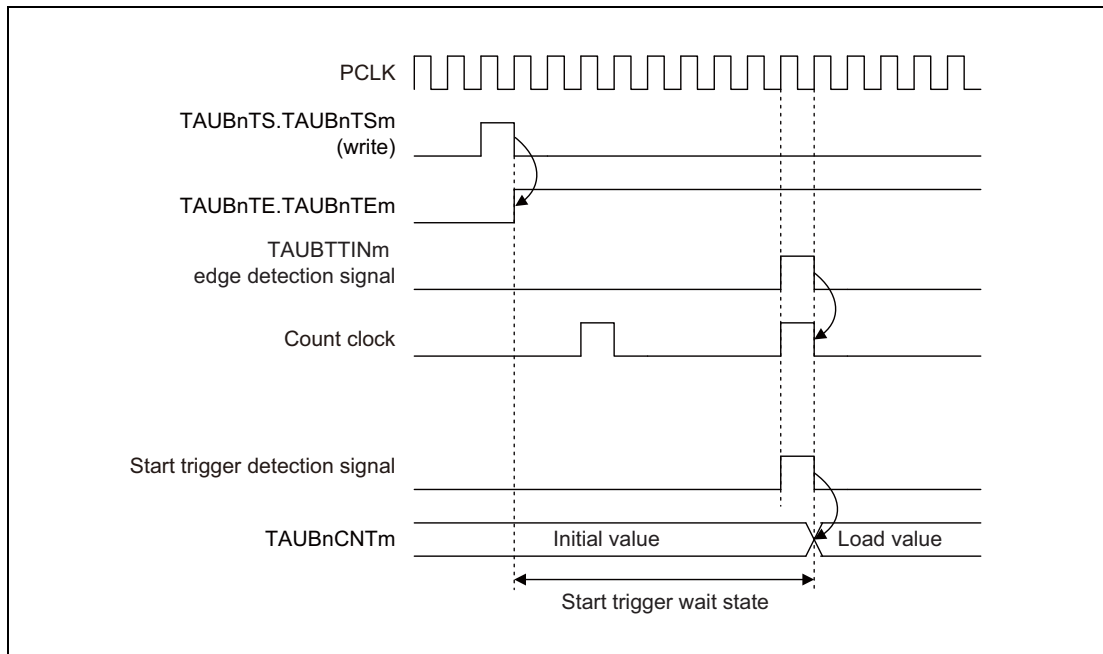 PCLK
TAUBnTS.TAUBnTSm
(write)
TAUBnTE.TAUBnTEm
TAUBTTINm
edge detection signal
Count clock
Start trigger detection signal
TAUBnCNTm
Initial value
Load value
Start trigger wait state